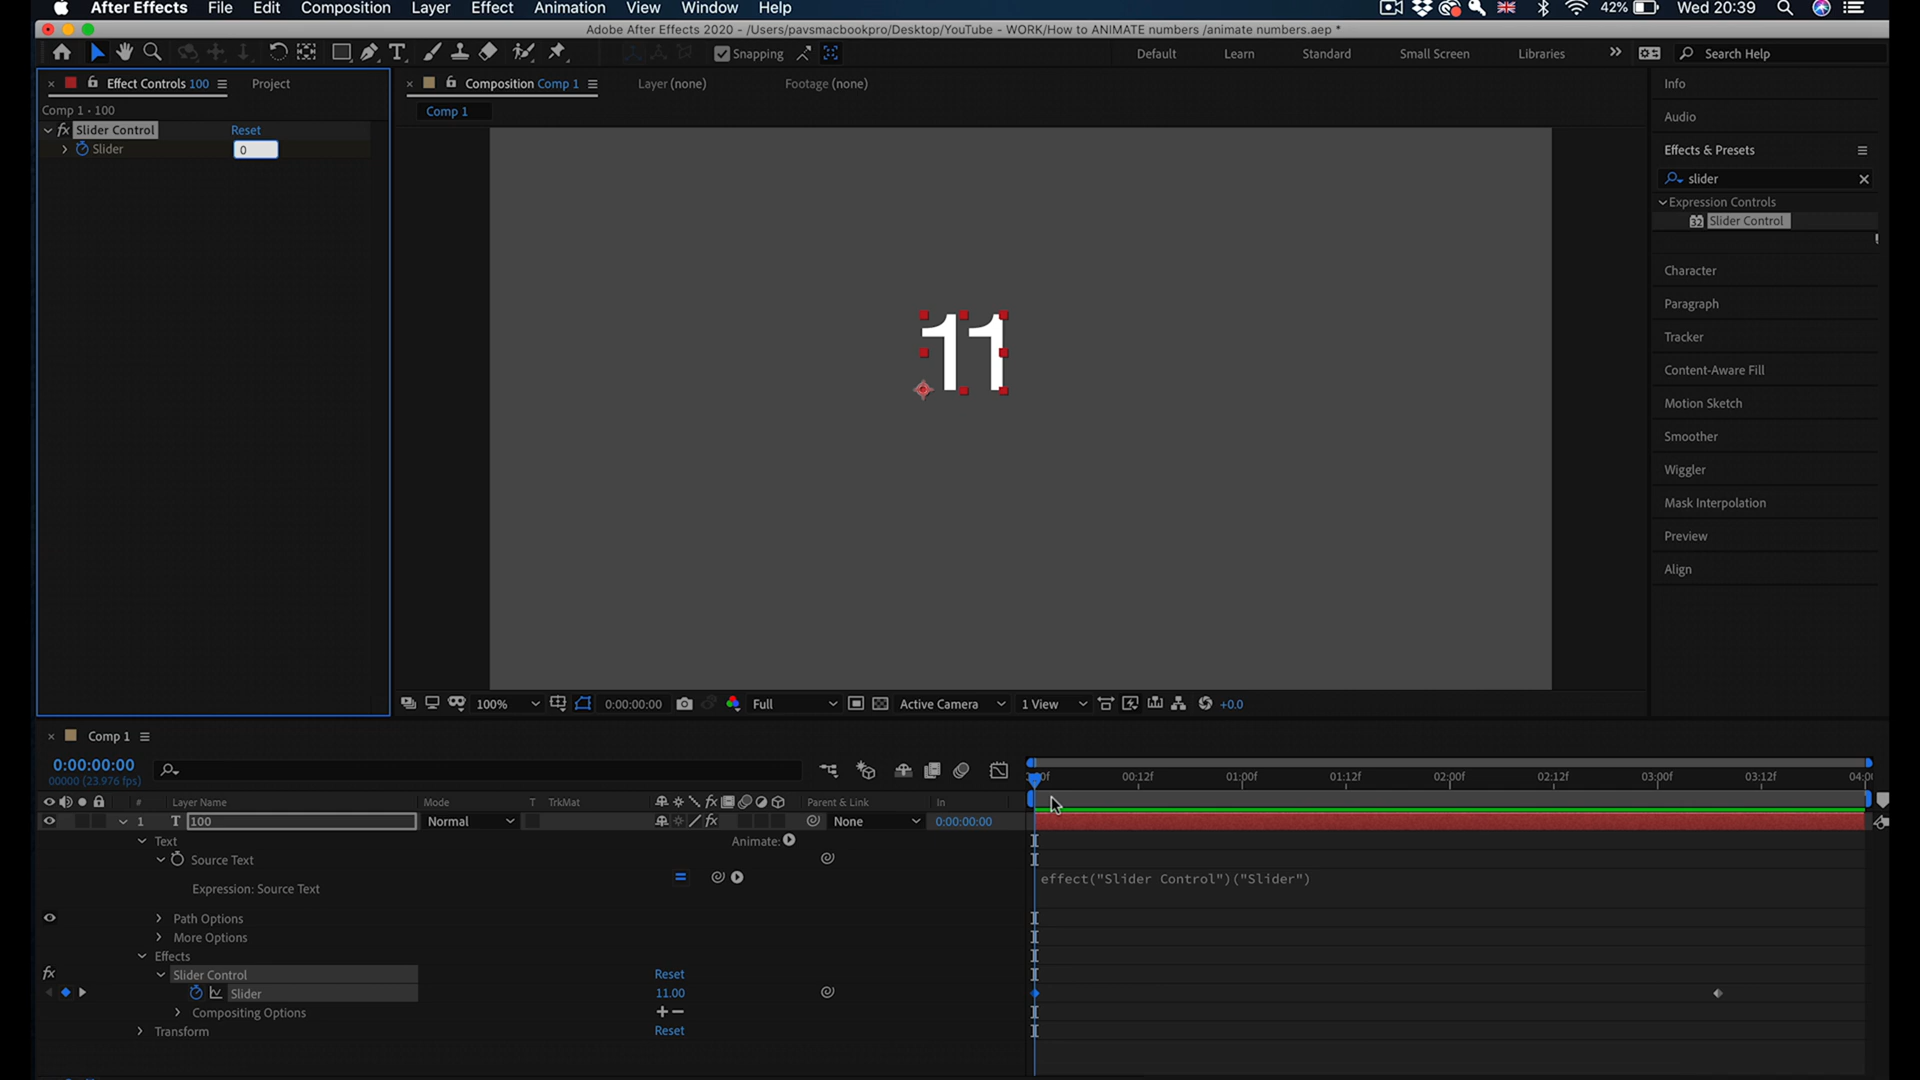 After Effects File Edit Composition Layer Effect Animation View Window Help 42% Wed 20:39
Adobe After Effects 2020 - /Users/pavsmacbookpro/Desktop/YouTube - WORK/How to ANIMATE numbers /animate numbers.aep *
Snapping Default Learn Standard Small Screen Libraries Search Help
Effect Controls 100 Project Composition Comp 1 Layer (none) Footage (none) Info
Comp 1 • 100 Comp 1
Audio
fx Slider Control Reset
Slider 0
Effects & Presets
slider
Expression Controls
32 Slider Control
Character
Paragraph
Tracker
Content-Aware Fill
Motion Sketch
Smoother
Wiggler
Mask Interpolation
Preview
Align
11
100% 0:00:00:00 Full Active Camera 1 View +0.0
Comp 1
0:00:00:00
00000 (23.976 fps)
00:12f 01:00f 01:12f 02:00f 02:12f 03:00f 03:12f
# Layer Name Mode T TrkMat fx Parent & Link In
1 T 100 Normal fx None 0:00:00:00
Text Animate:
Source Text
Expression: Source Text effect("Slider Control")("Slider")
Path Options
More Options
Effects
fx Slider Control Reset
Slider 11.00
Compositing Options
Transform Reset